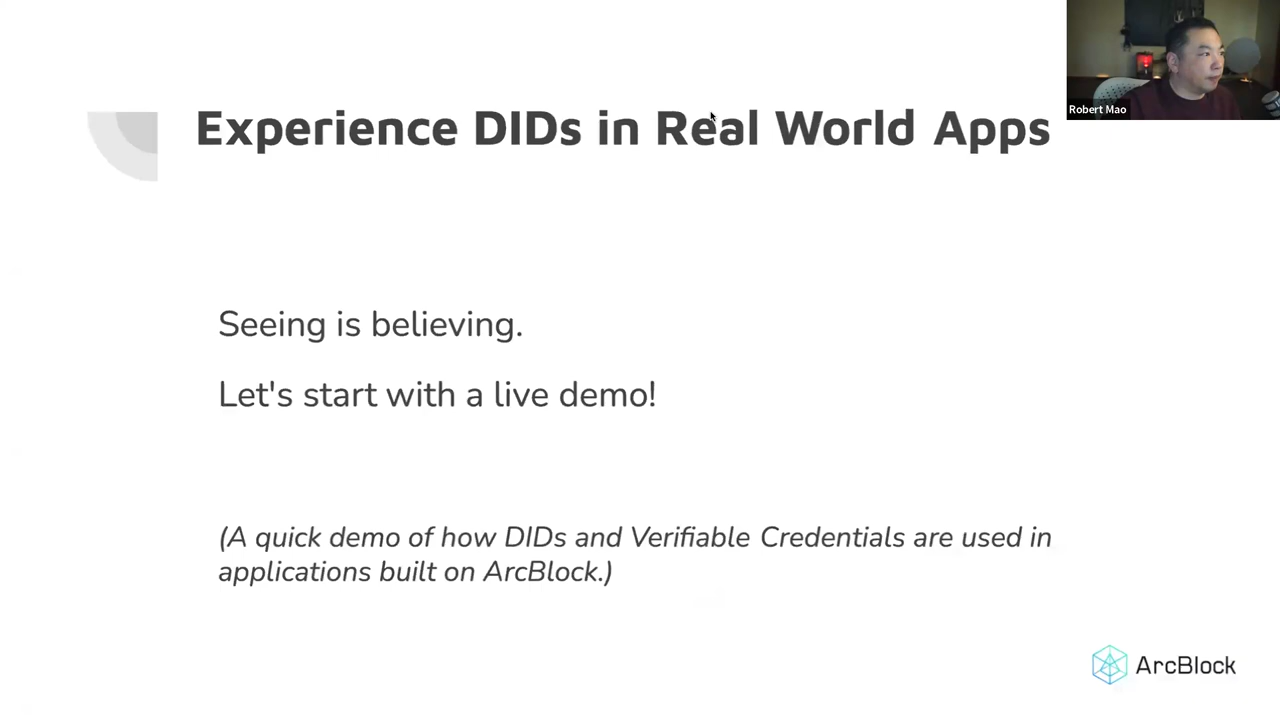 Experience DIDs in Real World Apps
Robert Mao
Seeing is believing.
Let's start with a live demo!
(A quick demo of how DIDs and Verifiable Credentials are used in
applications built on ArcBlock.)
ArcBlock